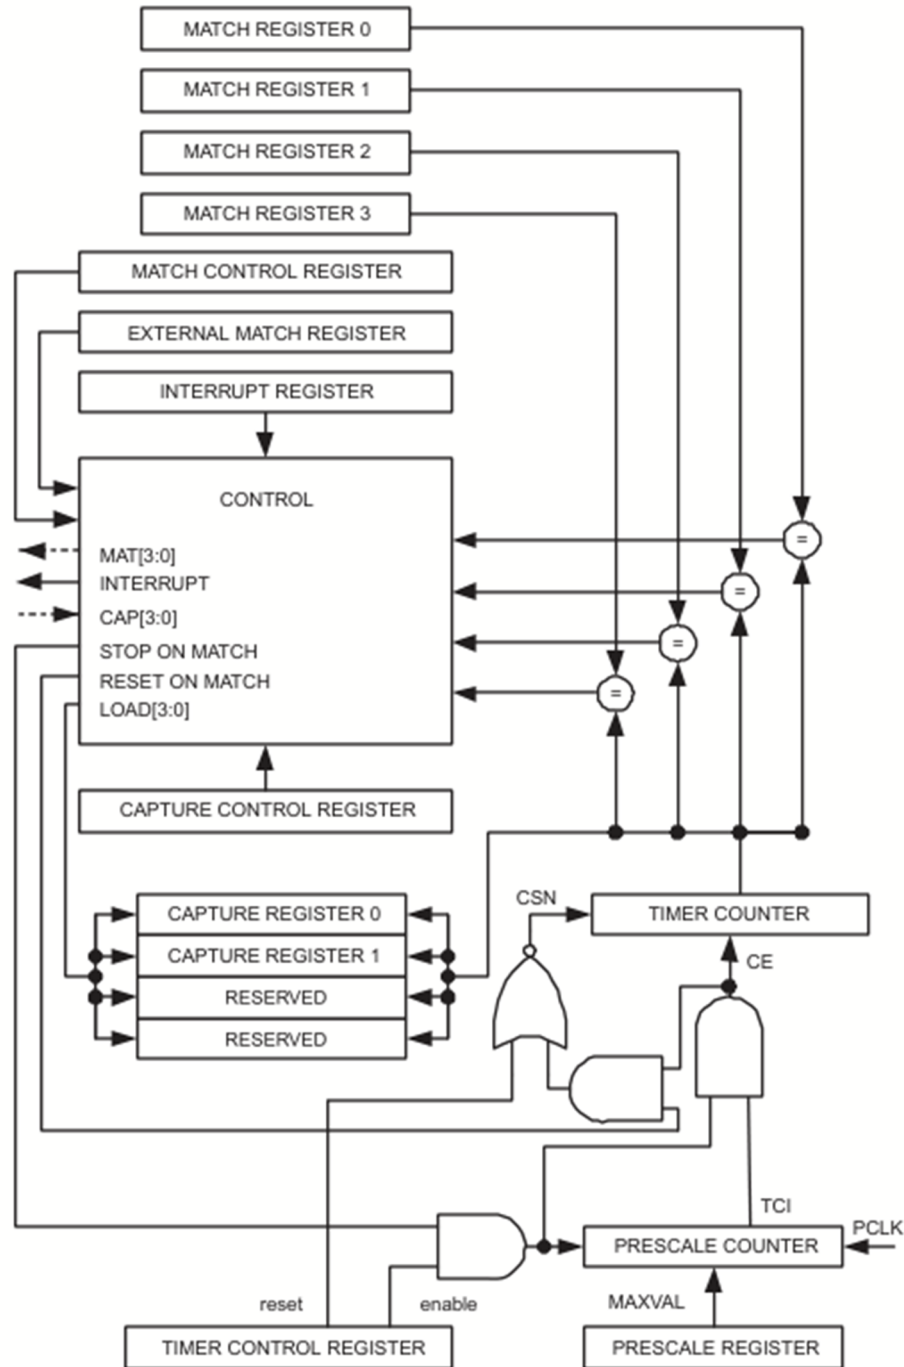 MATCH REGISTER 0
MATCH REGISTER 1
MATCH REGISTER 2
MATCH REGISTER 3
MATCH CONTROL REGISTER
EXTERNAL MATCH REGISTER
INTERRUPT REGISTER
CONTROL
=
=
=
=
MAT[3:0]
INTERRUPT
CAP[3:0]
STOP ON MATCH
RESET ON MATCH
LOAD[3:0]
CAPTURE CONTROL REGISTER
CAPTURE REGISTER 0
CAPTURE REGISTER 1
RESERVED
RESERVED
CSN
TIMER COUNTER
CE
TCI
PCLK
PRESCALE COUNTER
reset
enable
MAXVAL
TIMER CONTROL REGISTER
PRESCALE REGISTER